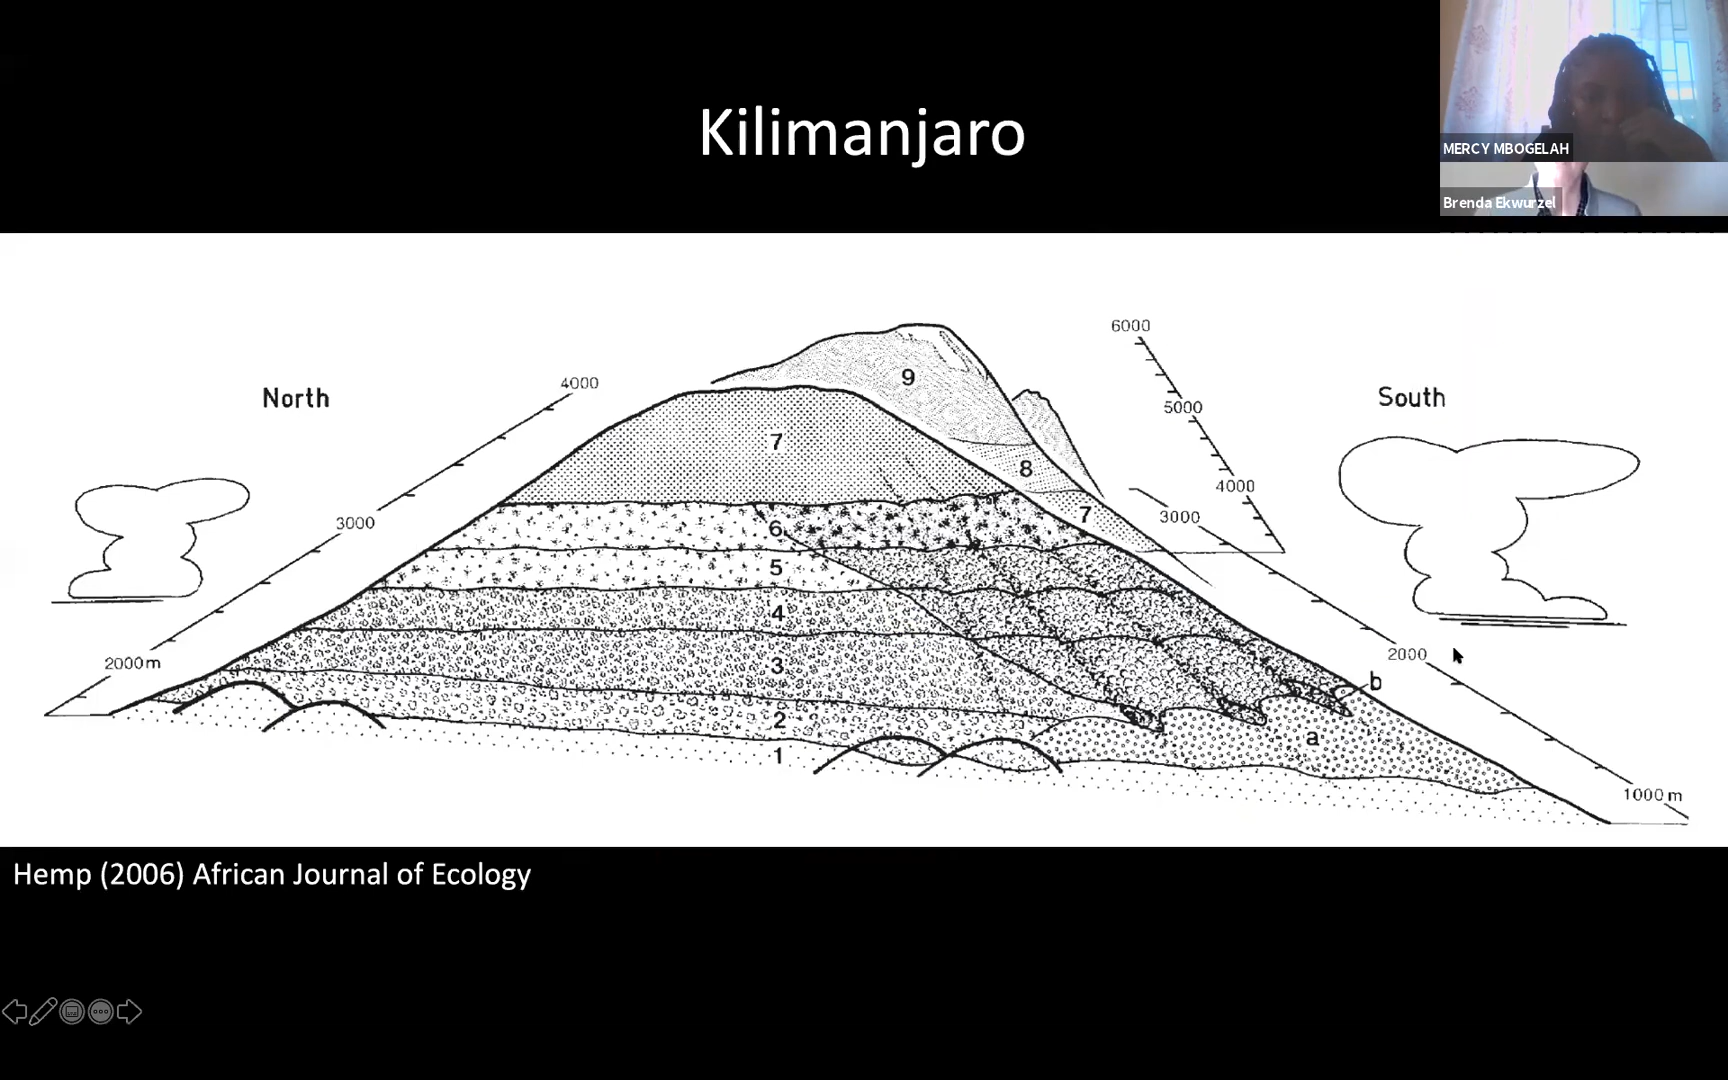 Kilimanjaro
MERCY MBOGELAH
Brenda Ekwurzel
North
South
4000
3000
2000m
6000
5000
4000
3000
2000
1000m
9
8
7
7
6
5
4
3
2
1
a
b
Hemp (2006) African Journal of Ecology